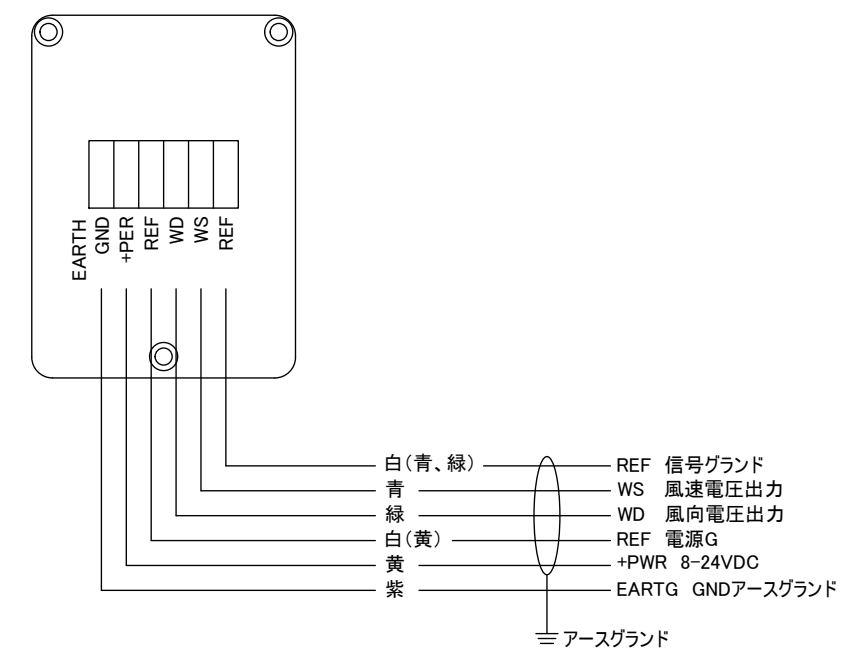 EARTH
GND
+PER
REF
WD
WS
REF
白(青、緑) REF 信号グランド
青 WS 風速電圧出力
緑 WD 風向電圧出力
白(黄) REF 電源G
黄 +PWR 8-24VDC
紫 EARTG GNDアースグランド
アースグランド